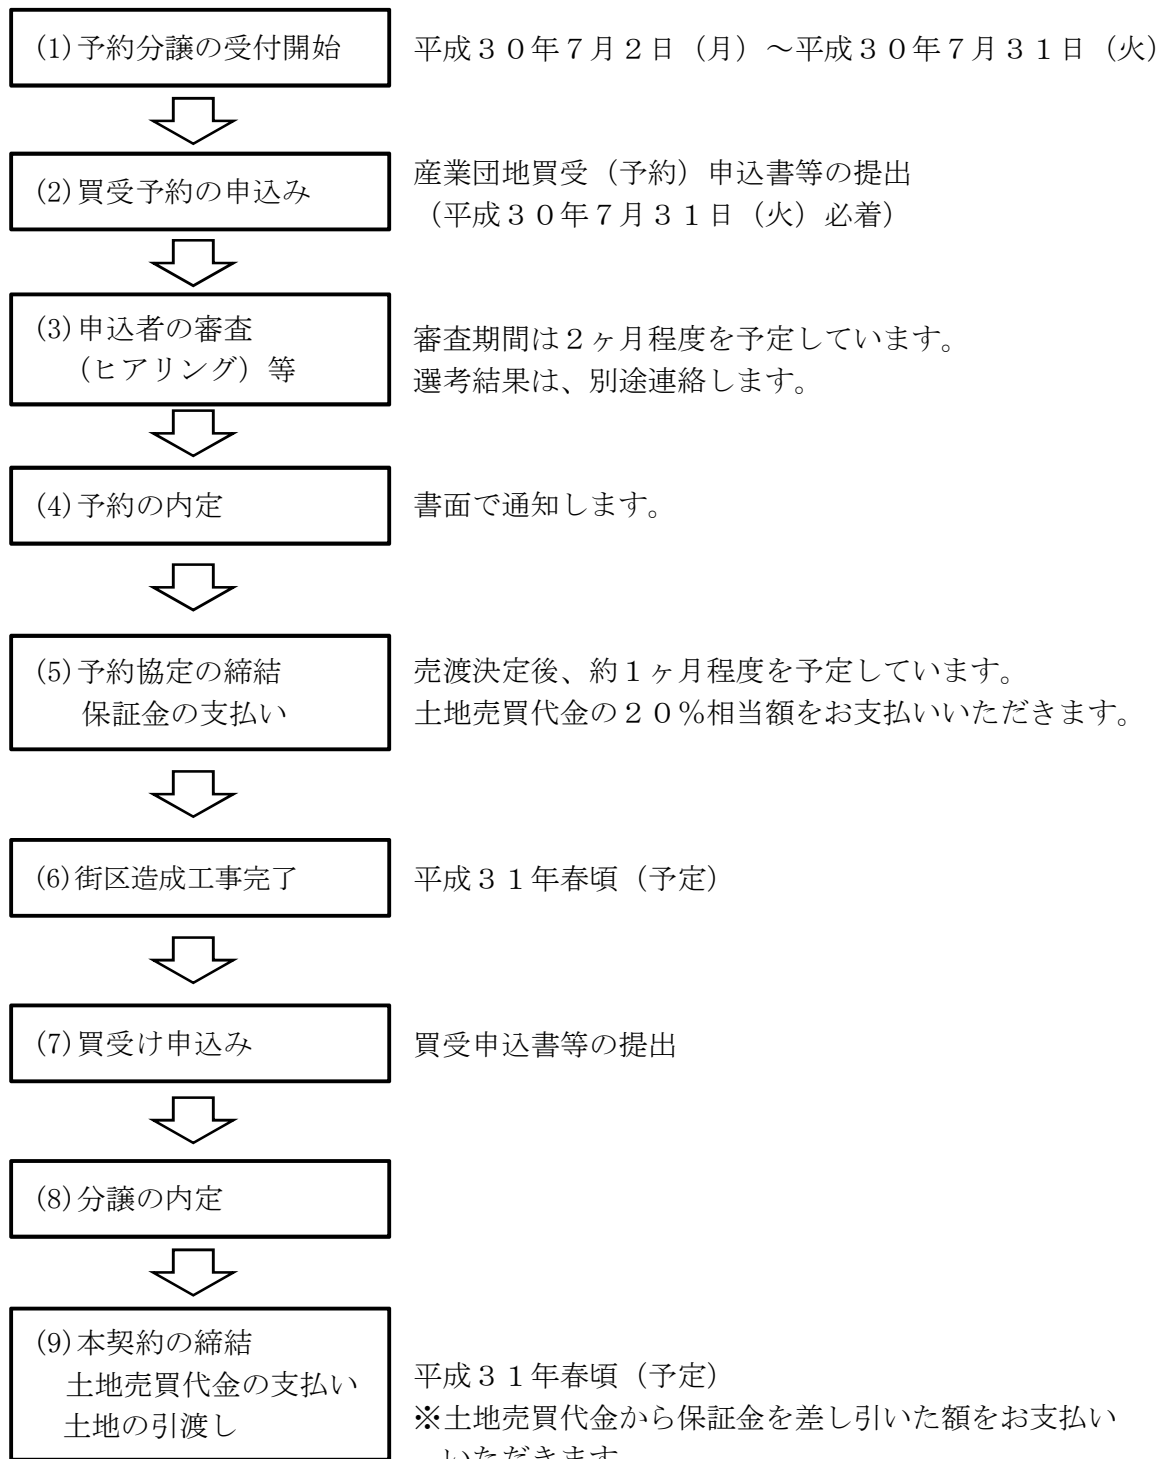 (1)予約分譲の受付開始
平成３０年７月２日（月）～平成３０年７月３１日（火）
(2)買受予約の申込み
産業団地買受（予約）申込書等の提出
（平成３０年７月３１日（火）必着）
(3)申込者の審査
（ヒアリング）等
審査期間は２ヶ月程度を予定しています。
選考結果は、別途連絡します。
(4)予約の内定
書面で通知します。
(5)予約協定の締結
保証金の支払い
売渡決定後、約１ヶ月程度を予定しています。
土地売買代金の２０％相当額をお支払いいただきます。
(6)街区造成工事完了
平成３１年春頃（予定）
(7)買受け申込み
買受申込書等の提出
(8)分譲の内定
(9)本契約の締結
土地売買代金の支払い
土地の引渡し
平成３１年春頃（予定）
※土地売買代金から保証金を差し引いた額をお支払い
いただきます